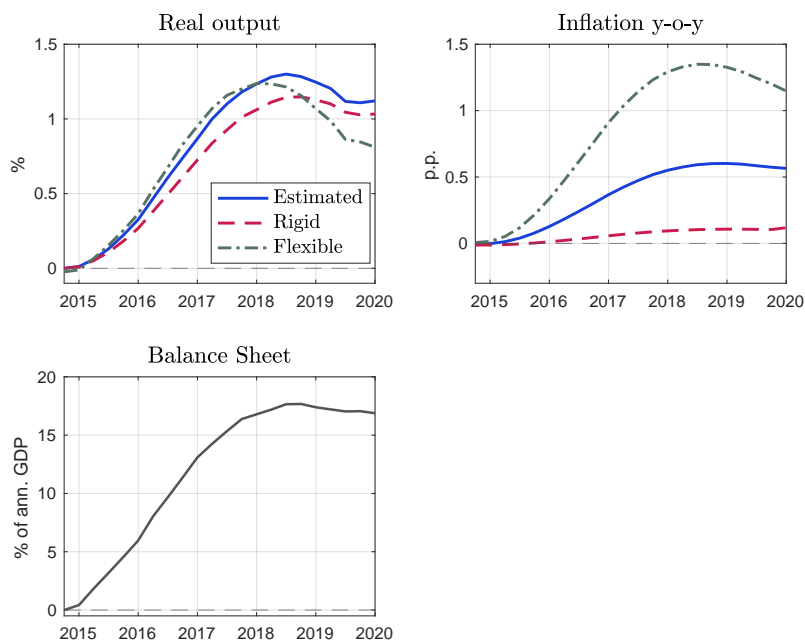 Real output
1.5
1
0.5
0
%
Estimated
Rigid
Flexible
2015 2016 2017 2018 2019 2020
Inflation y-o-y
1.5
1
0.5
0
p.p.
2015 2016 2017 2018 2019 2020
Balance Sheet
20
15
10
5
0
% of ann. GDP
2015 2016 2017 2018 2019 2020